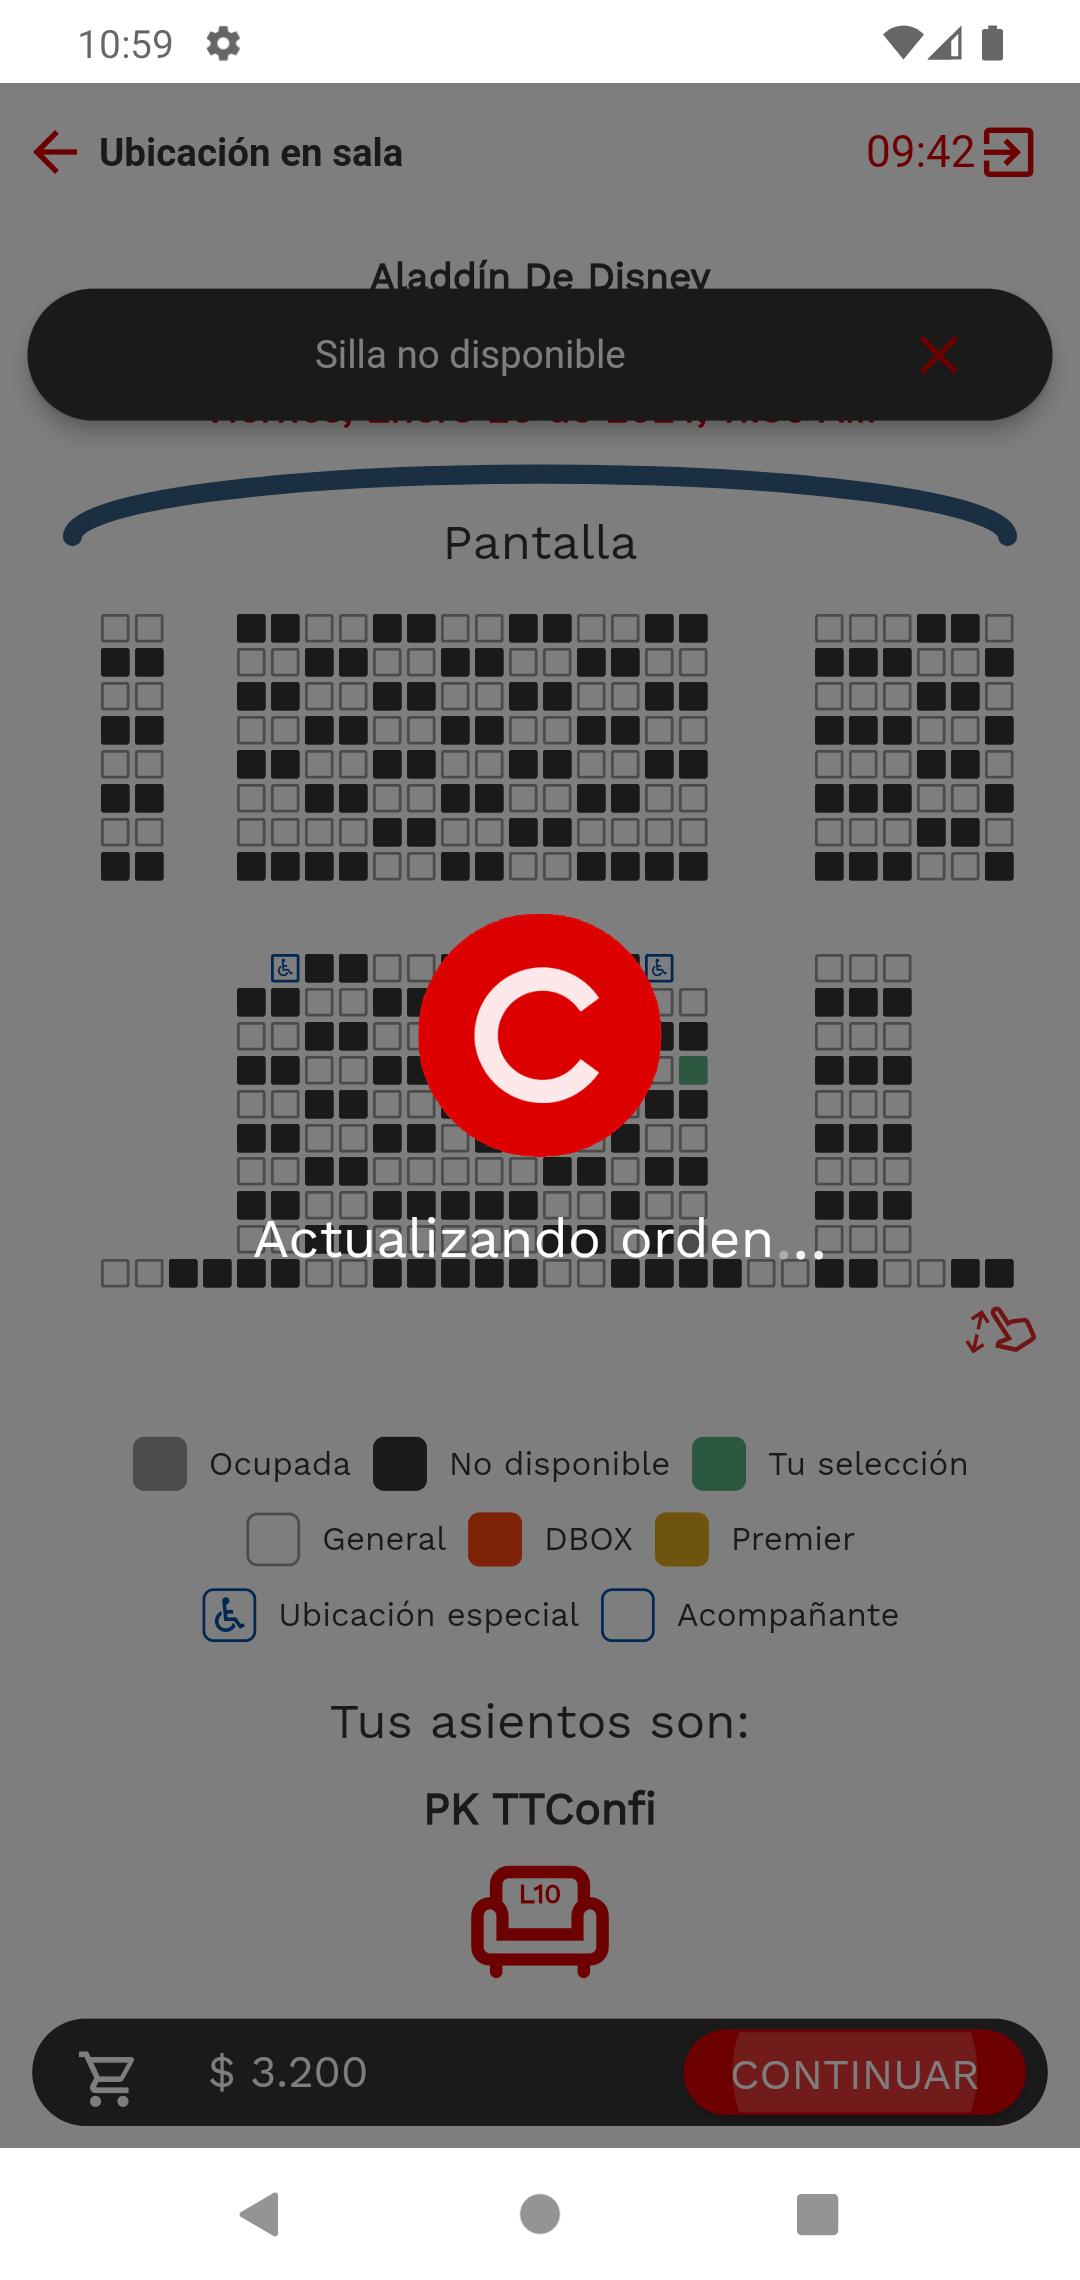 10:59
Ubicación en sala
09:42
Aladdín De Disney
Silla no disponible
Pantalla
C
Actualizando orden...
Ocupada No disponible Tu selección
General DBOX Premier
Ubicación especial Acompañante
Tus asientos son:
PK TTConfi
L10
$ 3.200 CONTINUAR